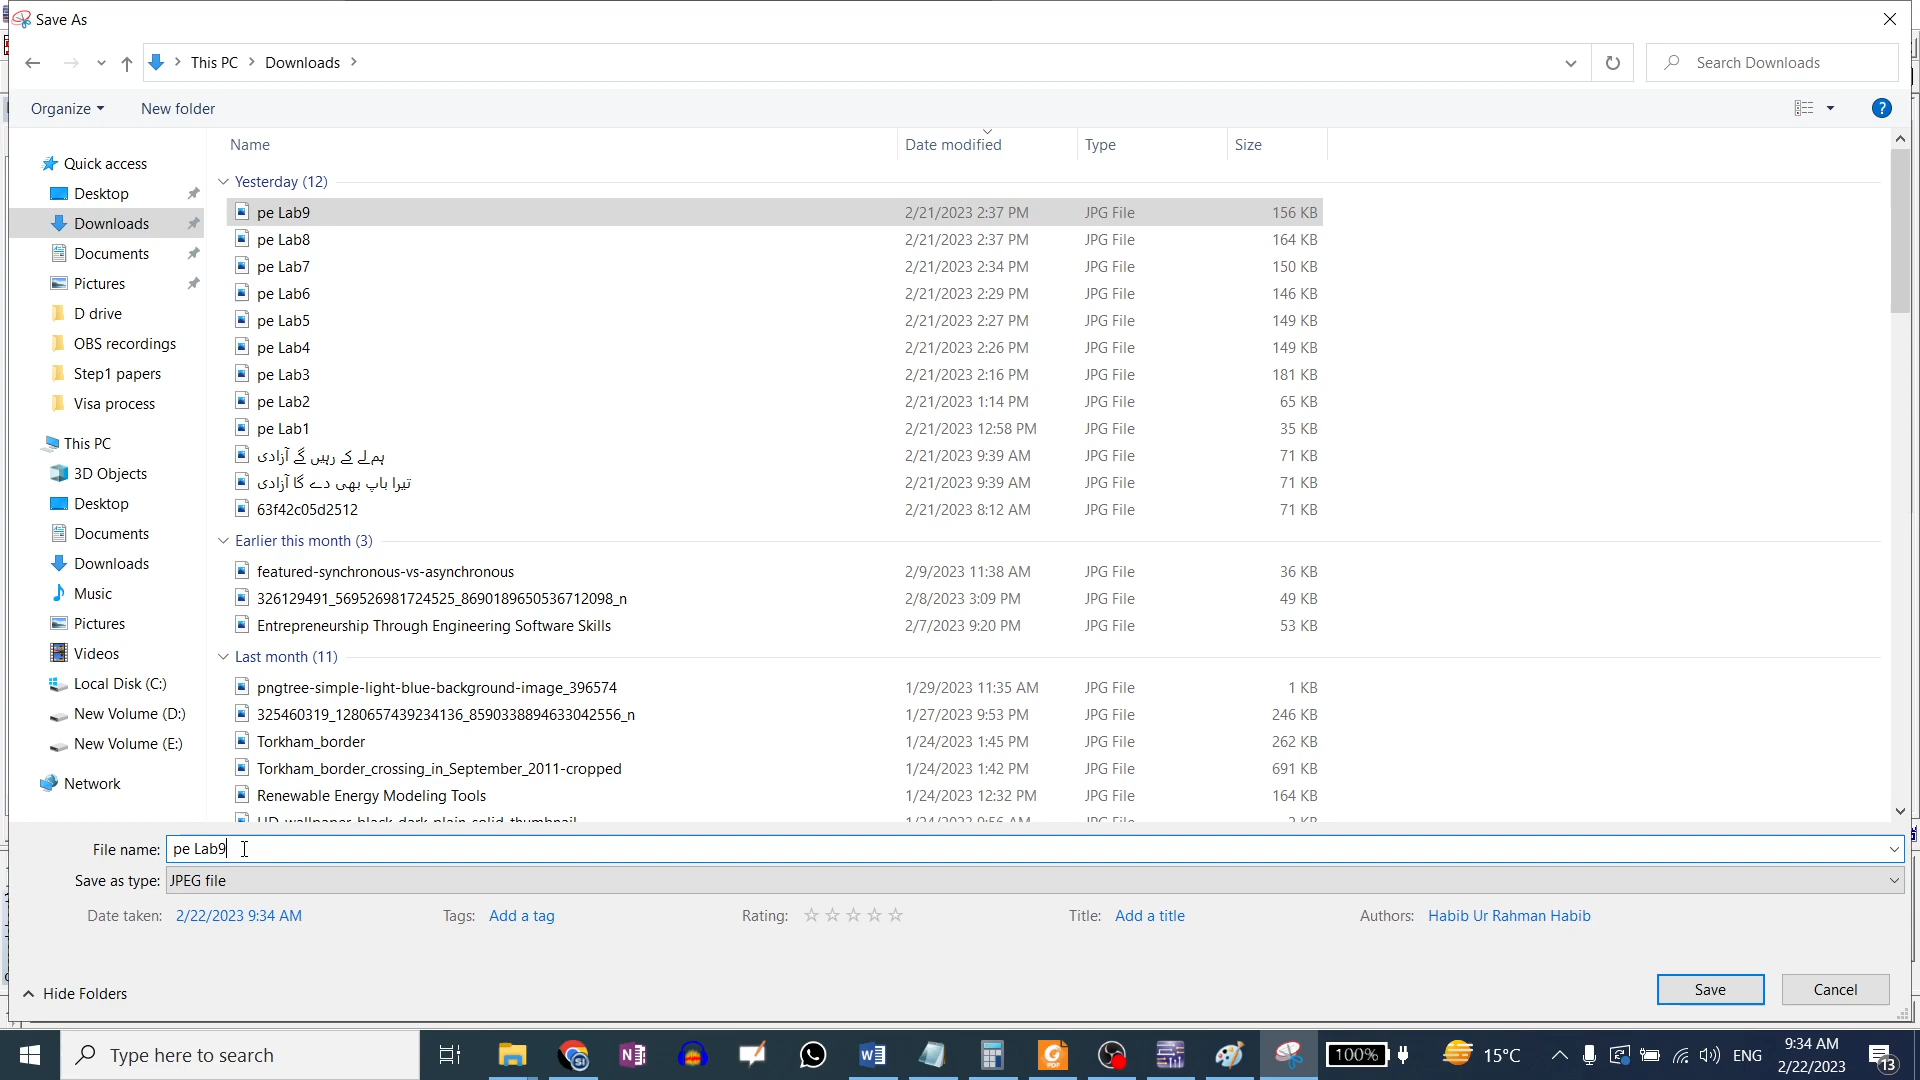 Save As
This PC
Downloads
Search Downloads
Organize
New folder
?
Name
Date modified
Type
Size
Quick access
Desktop
Downloads
Documents
Pictures
D drive
OBS recordings
Step1 papers
Visa process
This PC
3D Objects
Desktop
Documents
Downloads
Music
Pictures
Videos
Local Disk (C:)
New Volume (D:)
New Volume (E:)
Network
Yesterday (12)
pe Lab9 2/21/2023 2:37 PM JPG File 156 KB
pe Lab8 2/21/2023 2:37 PM JPG File 164 KB
pe Lab7 2/21/2023 2:34 PM JPG File 150 KB
pe Lab6 2/21/2023 2:29 PM JPG File 146 KB
pe Lab5 2/21/2023 2:27 PM JPG File 149 KB
pe Lab4 2/21/2023 2:26 PM JPG File 149 KB
pe Lab3 2/21/2023 2:16 PM JPG File 181 KB
pe Lab2 2/21/2023 1:14 PM JPG File 65 KB
pe Lab1 2/21/2023 12:58 PM JPG File 35 KB
ہم لے کے رہیں گے آزادی 2/21/2023 9:39 AM JPG File 71 KB
تیرا باپ بھی دے گا آزادی 2/21/2023 9:39 AM JPG File 71 KB
63f42c05d2512 2/21/2023 8:12 AM JPG File 71 KB
Earlier this month (3)
featured-synchronous-vs-asynchronous 2/9/2023 11:38 AM JPG File 36 KB
326129491_569526981724525_8690189650536712098_n 2/8/2023 3:09 PM JPG File 49 KB
Entrepreneurship Through Engineering Software Skills 2/7/2023 9:20 PM JPG File 53 KB
Last month (11)
pngtree-simple-light-blue-background-image_396574 1/29/2023 11:35 AM JPG File 1 KB
325460319_1280657439234136_8590338894633042556_n 1/27/2023 9:53 PM JPG File 246 KB
Torkham_border 1/24/2023 1:45 PM JPG File 262 KB
Torkham_border_crossing_in_September_2011-cropped 1/24/2023 1:42 PM JPG File 691 KB
Renewable Energy Modeling Tools 1/24/2023 12:32 PM JPG File 164 KB
File name: pe Lab9
Save as type: JPEG file
Date taken: 2/22/2023 9:34 AM Tags: Add a tag Rating: Title: Add a title Authors: Habib Ur Rahman Habib
Hide Folders
Save
Cancel
Type here to search
100%
15°C
ENG
9:34 AM
2/22/2023
13